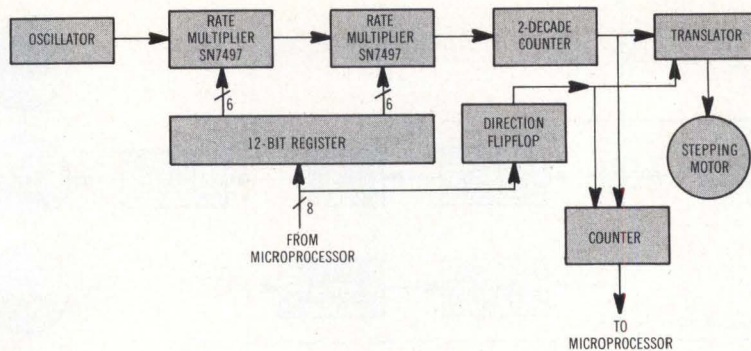 OSCILLATOR
RATE
MULTIPLIER
SN7497
RATE
MULTIPLIER
SN7497
2-DECADE
COUNTER
TRANSLATOR
6
6
12-BIT REGISTER
DIRECTION
FLIPFLOP
STEPPING
MOTOR
8
FROM
MICROPROCESSOR
COUNTER
TO
MICROPROCESSOR